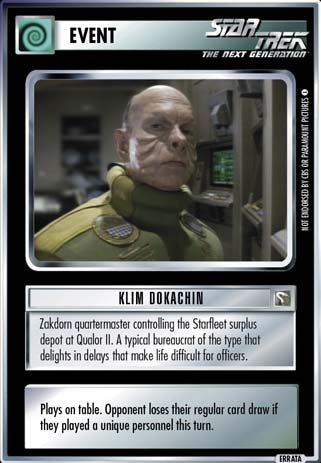 EVENT
STAR TREK
THE NEXT GENERATION
NOT ENDORSED BY CBS OR PARAMOUNT PICTURES
KLIM DOKACHIN
Zakdorn quartermaster controlling the Starfleet surplus
depot at Qualor II. A typical bureaucrat of the type that
delights in delays that make life difficult for officers.
Plays on table. Opponent loses their regular card draw if
they played a unique personnel this turn.
ERRATA